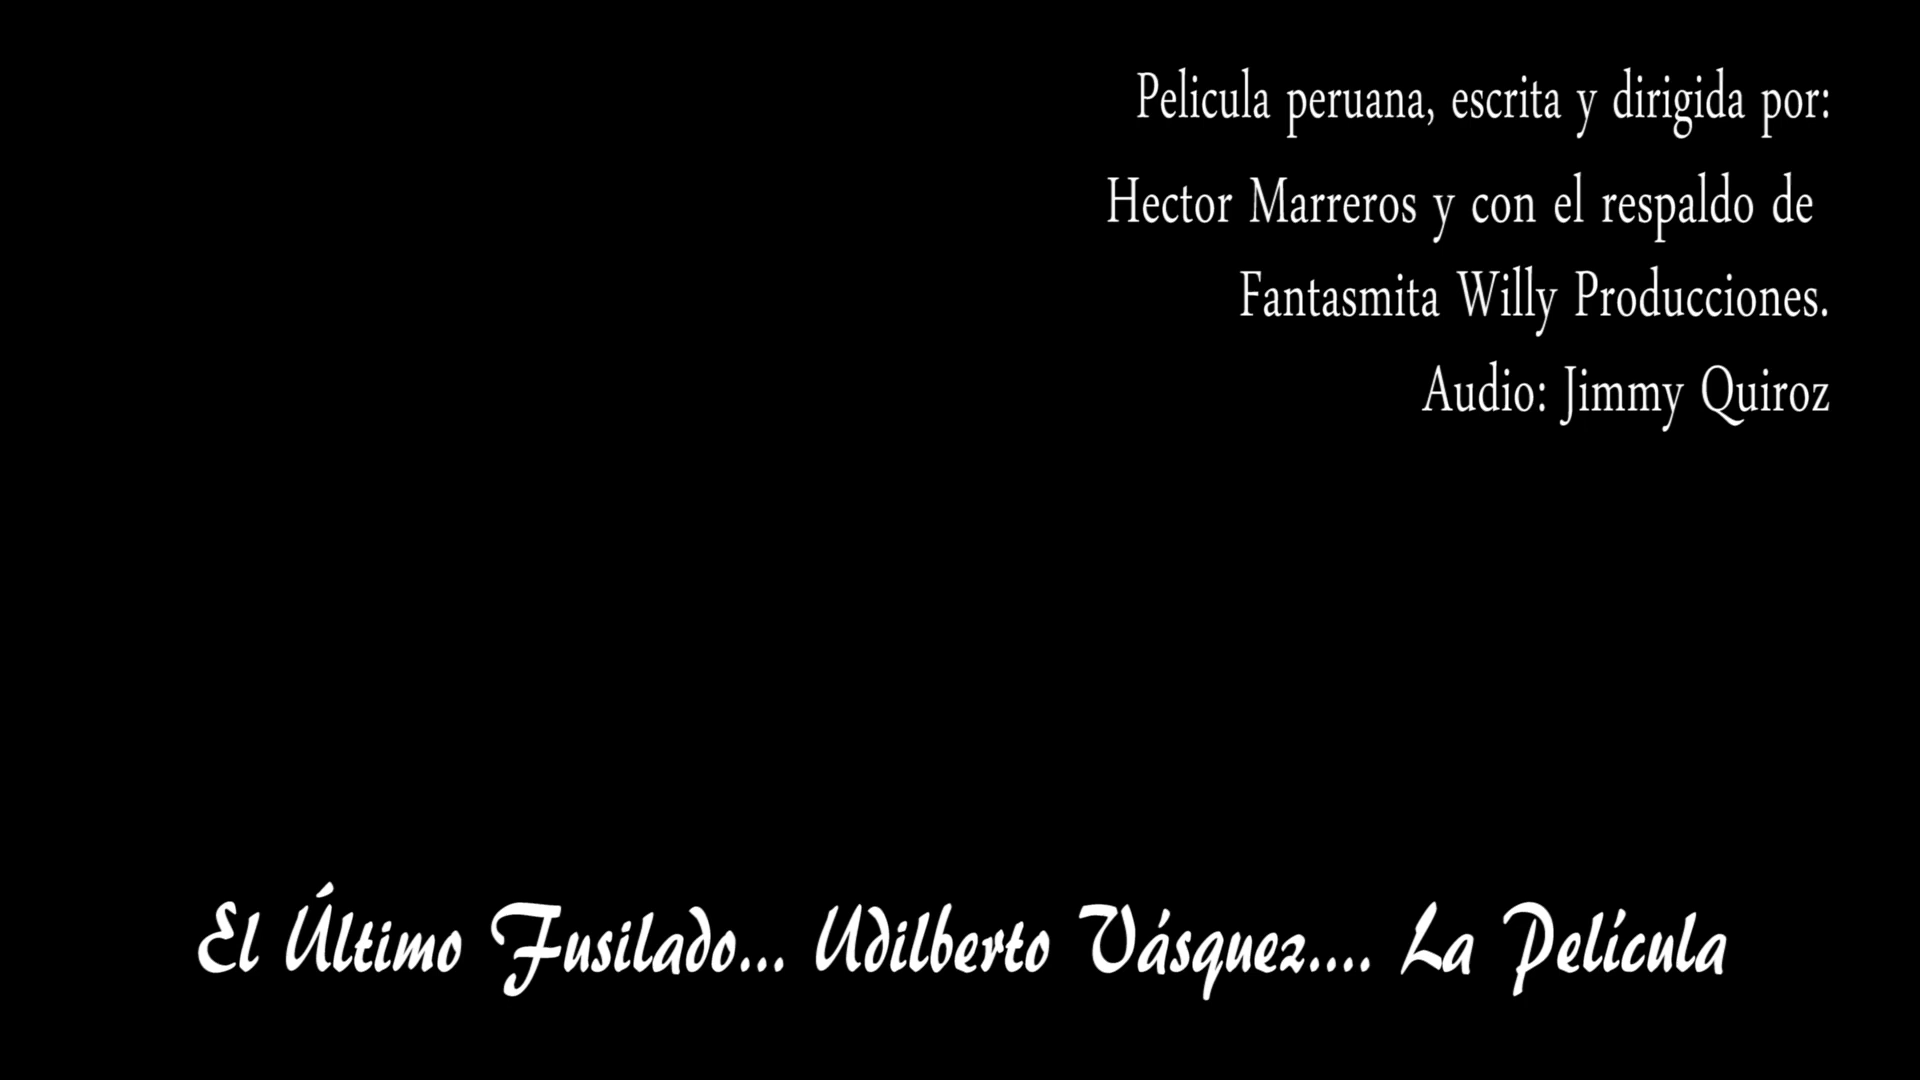 Pelicula peruana, escrita y dirigida por:
Hector Marreros y con el respaldo de
Fantasmita Willy Producciones.
Audio: Jimmy Quiroz
El Último Fusilado... Udilberto Vásquez.... La Película